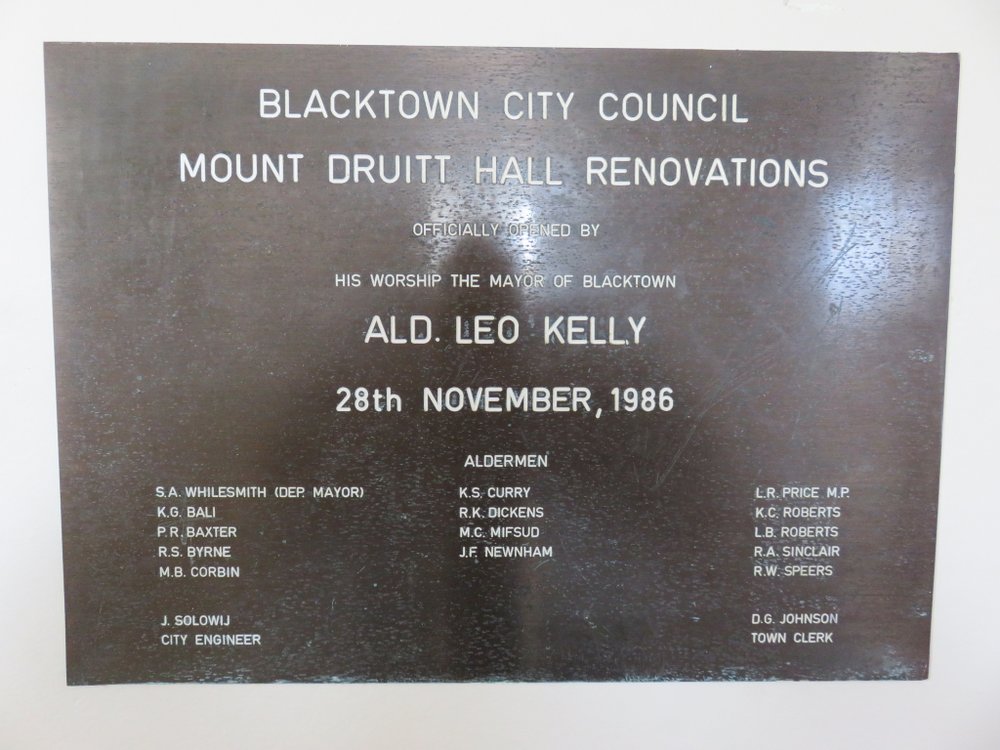 BLACKTOWN CITY COUNCIL
MOUNT DRUITT HALL RENOVATIONS
OFFICIALLY OPENED BY
HIS WORSHIP THE MAYOR OF BLACKTOWN
ALD. LEO KELLY
28th NOVEMBER, 1986
ALDERMEN
S.A. WHILESMITH (DEP. MAYOR)
K.G. BALI
P.R. BAXTER
R.S. BYRNE
M.B. CORBIN
K.S. CURRY
R.K. DICKENS
M.C. MIFSUD
J.F. NEWNHAM
L.R. PRICE M.P.
K.C. ROBERTS
L.B. ROBERTS
R.A. SINCLAIR
R.W. SPEERS
J. SOLOWIJ
CITY ENGINEER
D.G. JOHNSON
TOWN CLERK